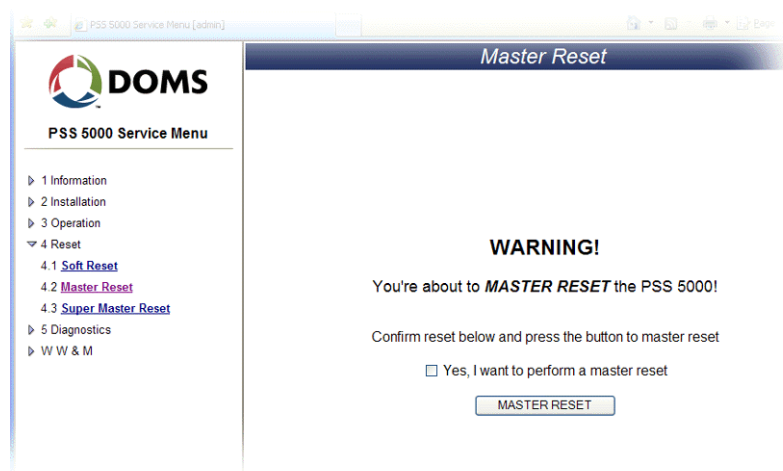 PSS 5000 Service Menu [admin]
Master Reset
DOMS
PSS 5000 Service Menu
1 Information
2 Installation
3 Operation
4 Reset
4.1 Soft Reset
4.2 Master Reset
4.3 Super Master Reset
5 Diagnostics
W W & M
WARNING!
You're about to MASTER RESET the PSS 5000!
Confirm reset below and press the button to master reset
Yes, I want to perform a master reset
MASTER RESET